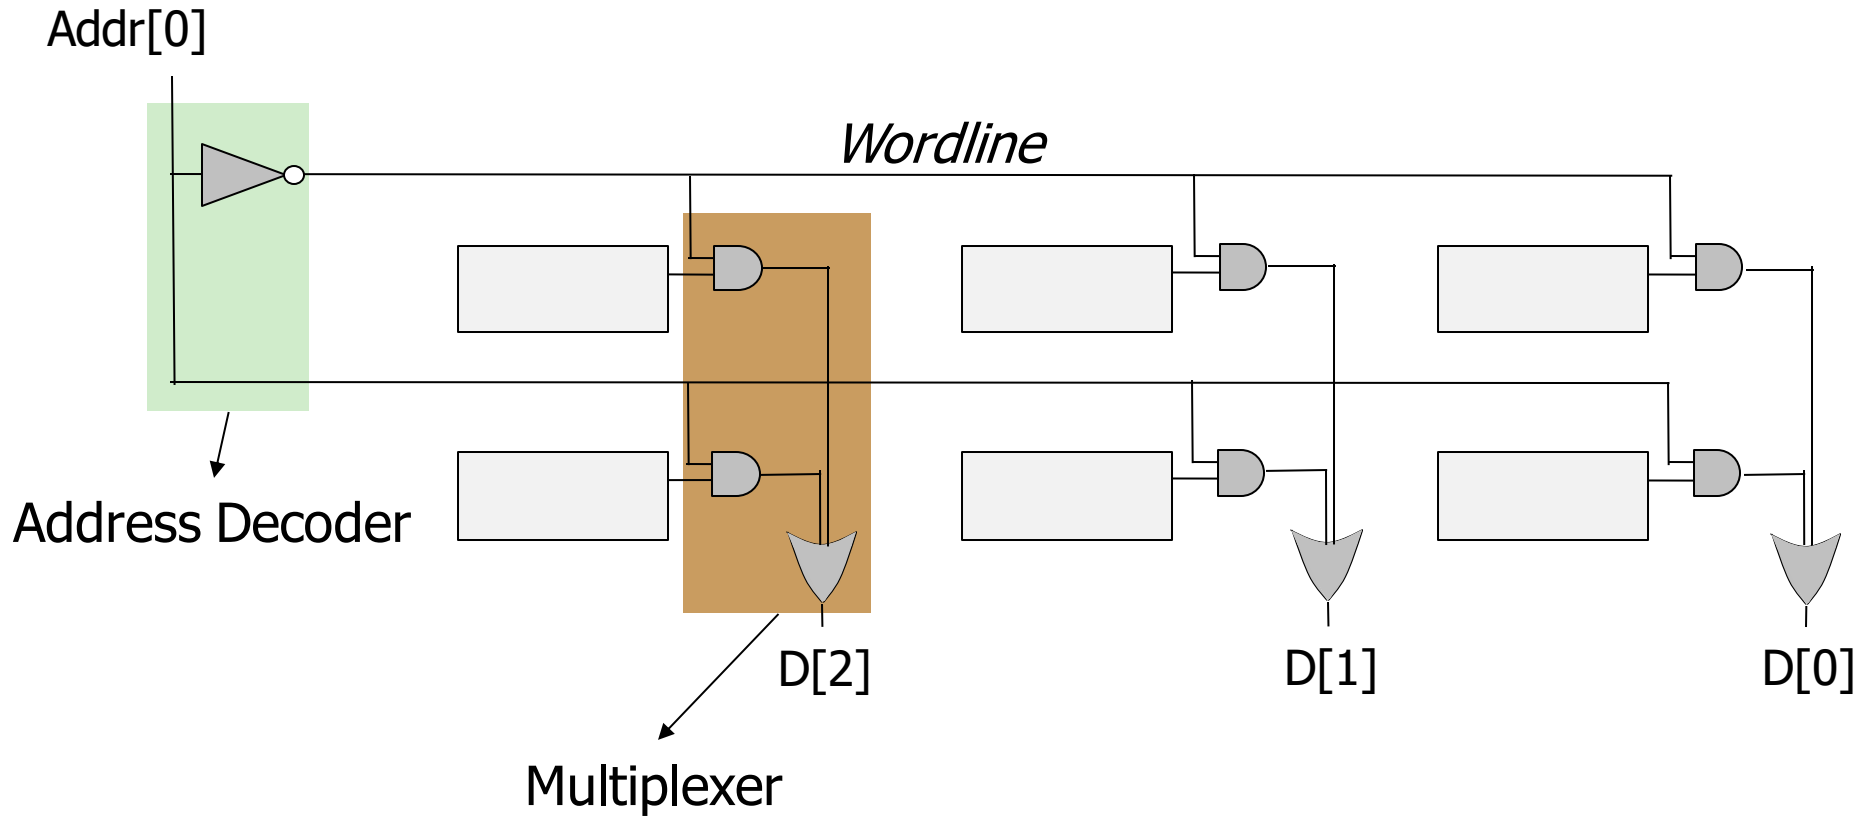 Addr[0]
Wordline
Address Decoder
D[2]
D[1]
D[0]
Multiplexer